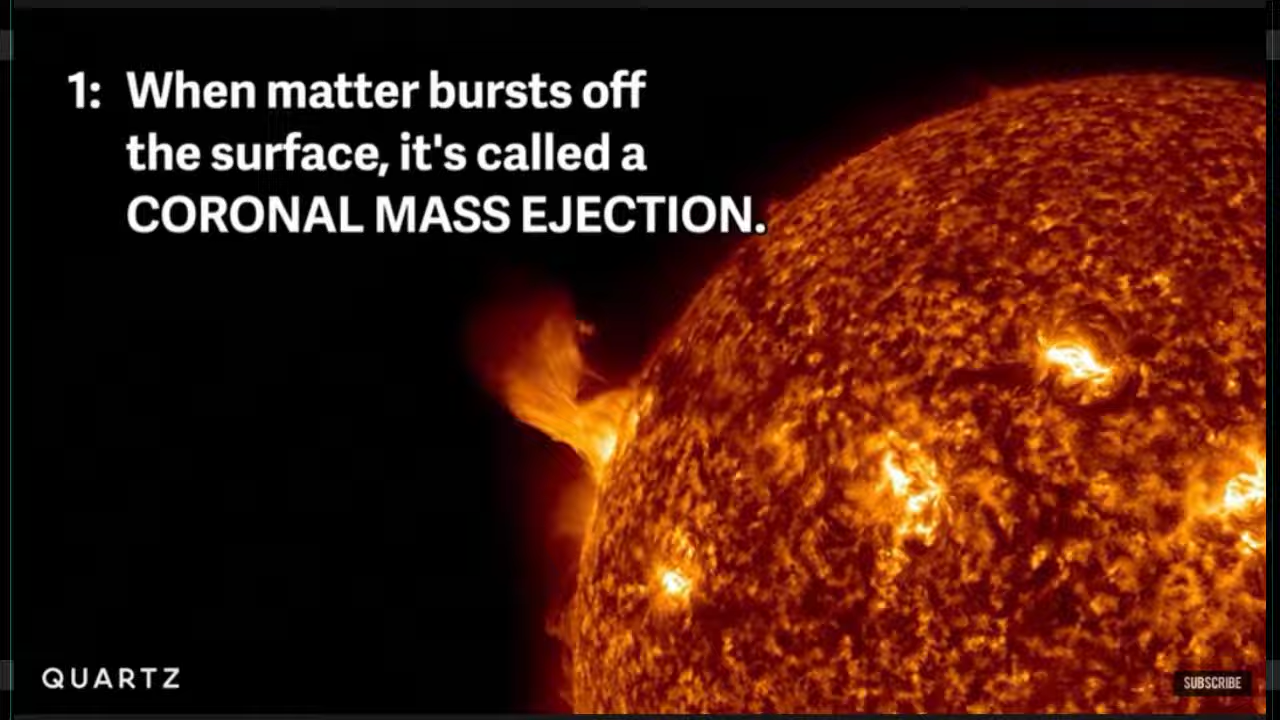 1: When matter bursts off
the surface, it's called a
CORONAL MASS EJECTION.
QUARTZ
SUBSCRIBE